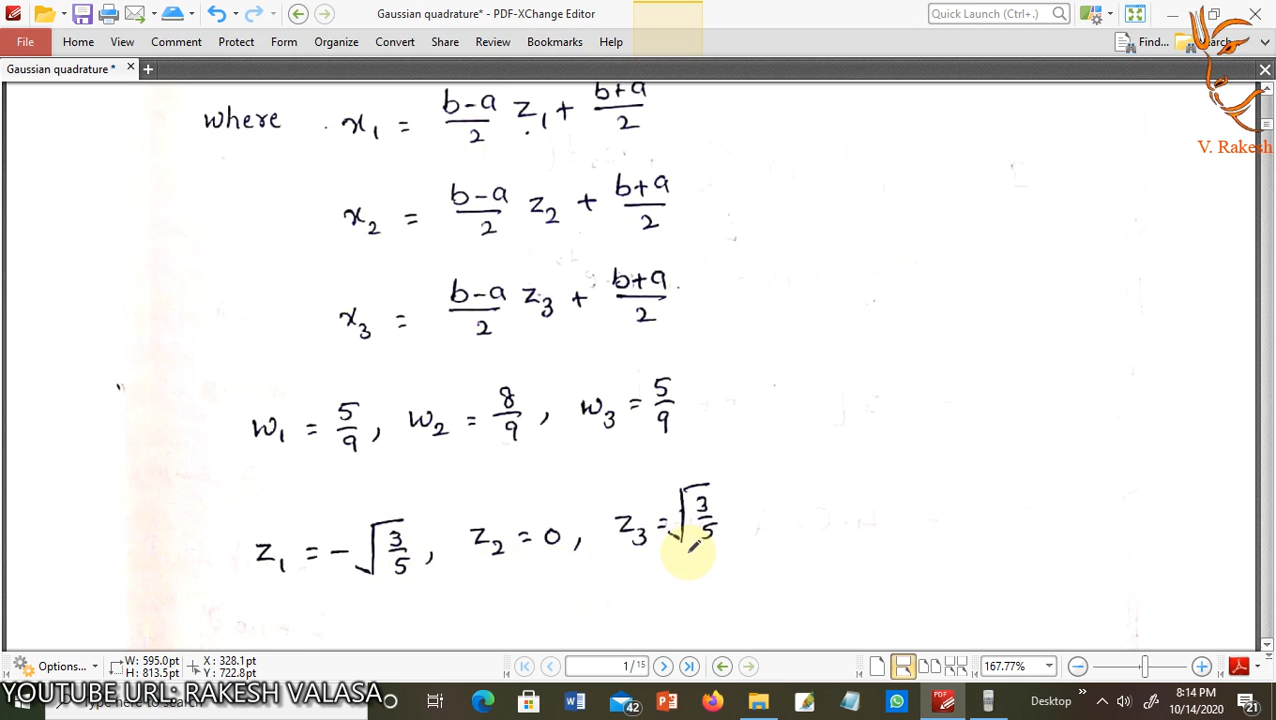 Gaussian quadrature* - PDF-XChange Editor
Quick Launch (Ctrl+.)
File Home View Comment Protect Form Organize Convert Share Review Bookmarks Help Find...
Gaussian quadrature *
V. Rakesh
where x₁ = (b-a)/2 z₁ + (b+a)/2
x₂ = (b-a)/2 z₂ + (b+a)/2
x₃ = (b-a)/2 z₃ + (b+a)/2
w₁ = 5/9, w₂ = 8/9, w₃ = 5/9
z₁ = -√(3/5), z₂ = 0, z₃ = √(3/5)
Options... W: 595.0pt X: 328.1pt 1 / 15 167.77%
H: 813.5pt Y: 722.8pt
YOUTUBE URL: RAKESH VALASA
42 Desktop 8:14 PM
10/14/2020 21